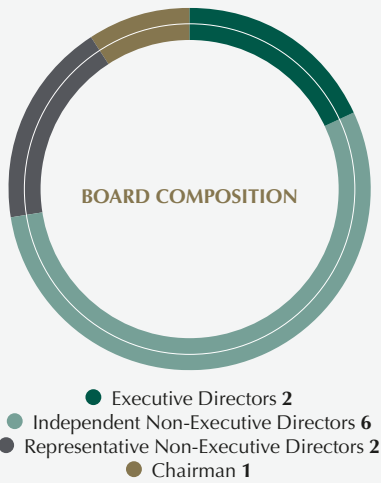 BOARD COMPOSITION
Executive Directors 2
Independent Non-Executive Directors 6
Representative Non-Executive Directors 2
Chairman 1